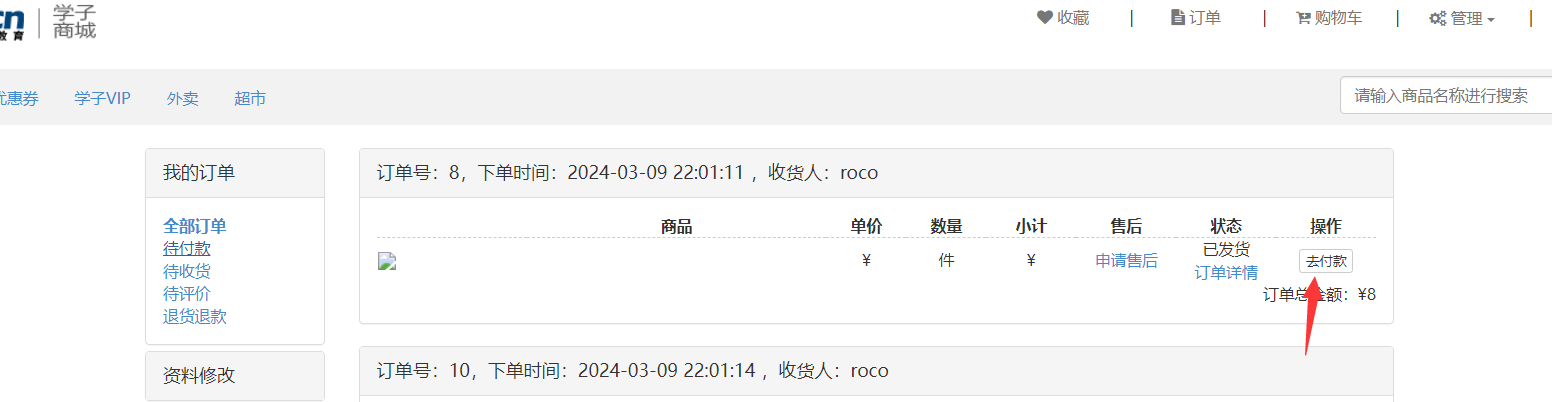 cn 学子
教育 商城
收藏 | 订单 | 购物车 | 管理 |
优惠券 学子VIP 外卖 超市 请输入商品名称进行搜索
我的订单
全部订单
待付款
待收货
待评价
退货退款
资料修改
订单号：8，下单时间：2024-03-09 22:01:11 ，收货人：roco
商品 单价 数量 小计 售后 状态 操作
¥ 件 ¥ 申请售后 已发货 去付款
订单详情
订单总金额：¥8
订单号：10，下单时间：2024-03-09 22:01:14 ，收货人：roco